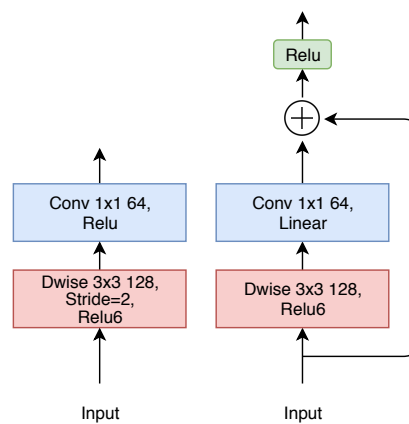 Relu
Conv 1x1 64,
Relu
Conv 1x1 64,
Linear
Dwise 3x3 128,
Stride=2,
Relu6
Dwise 3x3 128,
Relu6
Input
Input